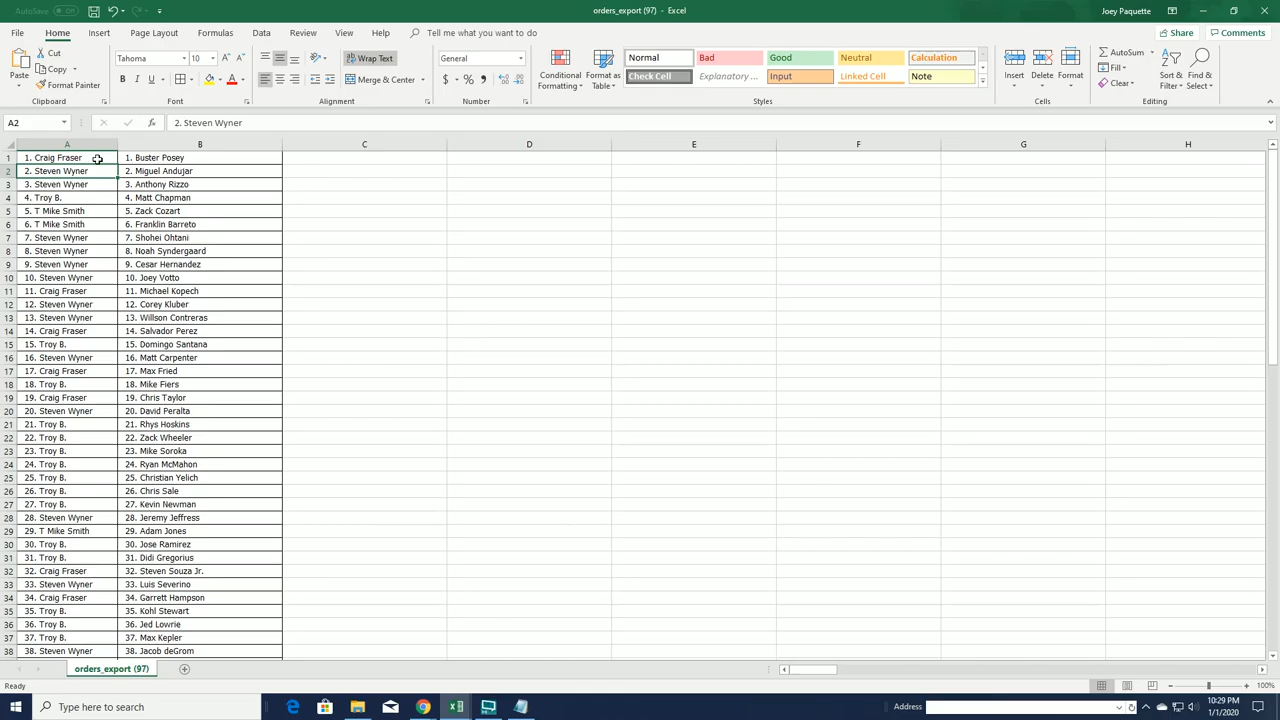 AutoSave Off
orders_export (97) - Excel
Joey Paquette
File Home Insert Page Layout Formulas Data Review View Help Tell me what you want to do
Share Comments
Paste
Cut
Copy
Format Painter
Clipboard
Tahoma 10
B I U
Font
Wrap Text
Merge & Center
Alignment
General
$ % ,
Number
Conditional Formatting
Format as Table
Normal Bad Good Neutral Calculation
Check Cell Explanatory ... Input Linked Cell Note
Styles
Insert Delete Format
Cells
AutoSum
Fill
Clear
Sort & Filter
Find & Select
Editing
A2 fx 2. Steven Wyner
A B C D E F G H
1 1. Craig Fraser 1. Buster Posey
2 2. Steven Wyner 2. Miguel Andujar
3 3. Steven Wyner 3. Anthony Rizzo
4 4. Troy B. 4. Matt Chapman
5 5. T Mike Smith 5. Zack Cozart
6 6. T Mike Smith 6. Franklin Barreto
7 7. Steven Wyner 7. Shohei Ohtani
8 8. Steven Wyner 8. Noah Syndergaard
9 9. Steven Wyner 9. Cesar Hernandez
10 10. Steven Wyner 10. Joey Votto
11 11. Craig Fraser 11. Michael Kopech
12 12. Steven Wyner 12. Corey Kluber
13 13. Steven Wyner 13. Willson Contreras
14 14. Craig Fraser 14. Salvador Perez
15 15. Troy B. 15. Domingo Santana
16 16. Steven Wyner 16. Matt Carpenter
17 17. Craig Fraser 17. Max Fried
18 18. Troy B. 18. Mike Fiers
19 19. Craig Fraser 19. Chris Taylor
20 20. Steven Wyner 20. David Peralta
21 21. Troy B. 21. Rhys Hoskins
22 22. Troy B. 22. Zack Wheeler
23 23. Troy B. 23. Mike Soroka
24 24. Troy B. 24. Ryan McMahon
25 25. Troy B. 25. Christian Yelich
26 26. Troy B. 26. Chris Sale
27 27. Troy B. 27. Kevin Newman
28 28. Steven Wyner 28. Jeremy Jeffress
29 29. T Mike Smith 29. Adam Jones
30 30. Troy B. 30. Jose Ramirez
31 31. Troy B. 31. Didi Gregorius
32 32. Craig Fraser 32. Steven Souza Jr.
33 33. Steven Wyner 33. Luis Severino
34 34. Craig Fraser 34. Garrett Hampson
35 35. Troy B. 35. Kohl Stewart
36 36. Troy B. 36. Jed Lowrie
37 37. Troy B. 37. Max Kepler
38 38. Steven Wyner 38. Jacob deGrom
orders_export (97)
Ready
100%
Type here to search
Address
10:29 PM
1/1/2020